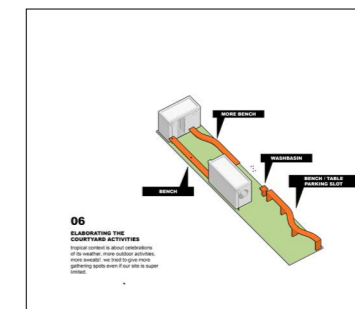 MORE BENCH
WASHBASIN
BENCH / TABLE
PARKING SLOT
BENCH
06
ELABORATING THE
COURTYARD ACTIVITIES
tropical context is about celebrations
of its weather, more outdoor activities,
more sweats!. we tried to give more
gathering spots even if our site is super
limited.